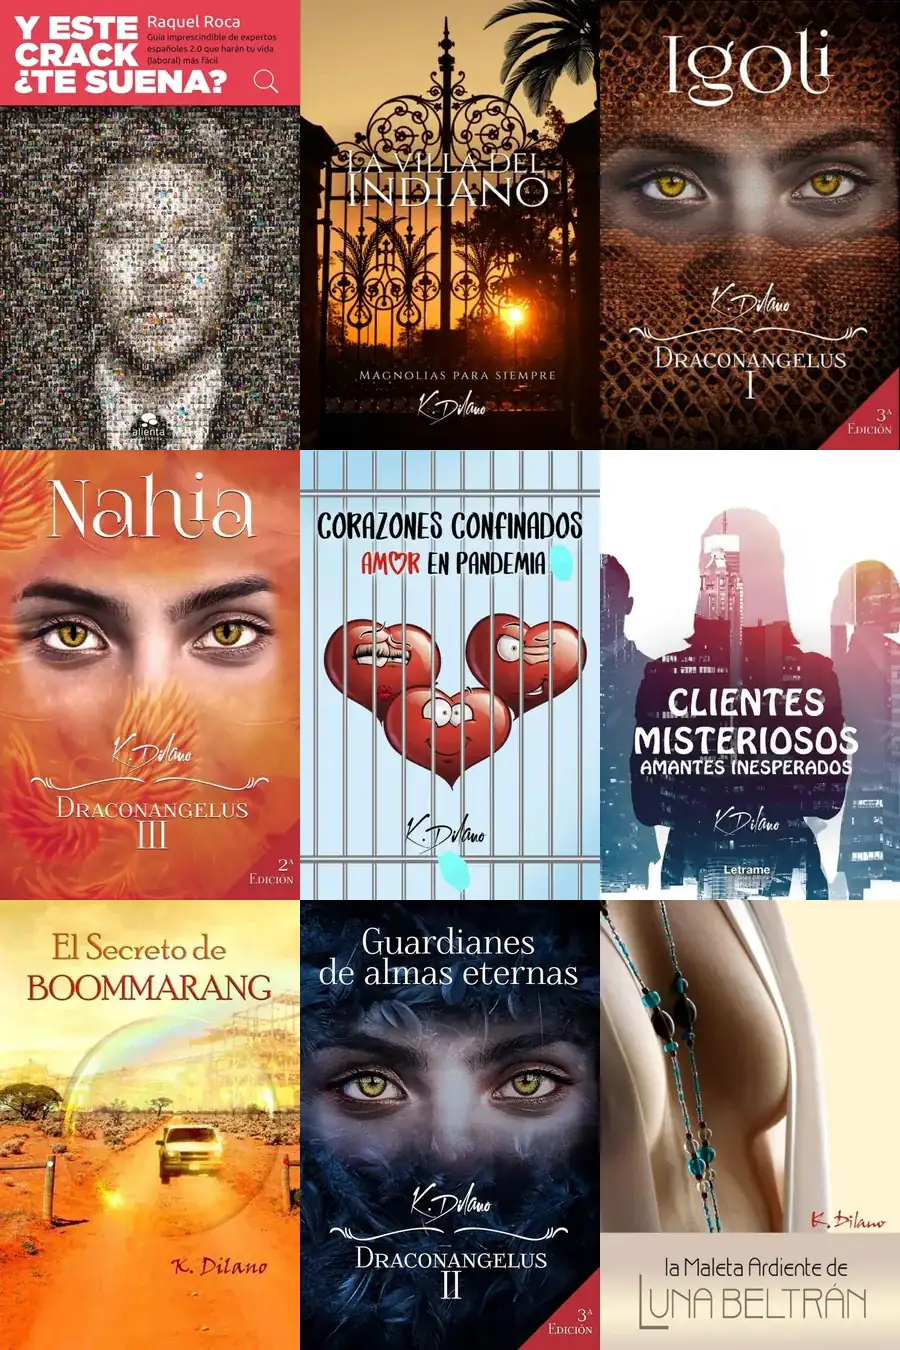 Y ESTE
CRACK
¿TE SUENA?
Raquel Roca
Guía imprescindible de expertos
españoles 2.0 que harán tu vida
(laboral) más fácil
alienta
LA VILLA DEL
INDIANO
MAGNOLIAS PARA SIEMPRE
K. Dilano
Igoli
K. Dilano
DRACONANGELUS
I
3ª
EDICIÓN
Nahia
K. Dilano
DRACONANGELUS
III
2ª
EDICIÓN
CORAZONES CONFINADOS
AMOR EN PANDEMIA
K. Dilano
CLIENTES
MISTERIOSOS
AMANTES INESPERADOS
K. Dilano
Letrame
El Secreto de
BOOMMARANG
K. Dilano
Guardianes
de almas eternas
K. Dilano
DRACONANGELUS
II
3ª
EDICIÓN
K. Dilano
la Maleta Ardiente de
LUNA BELTRÁN